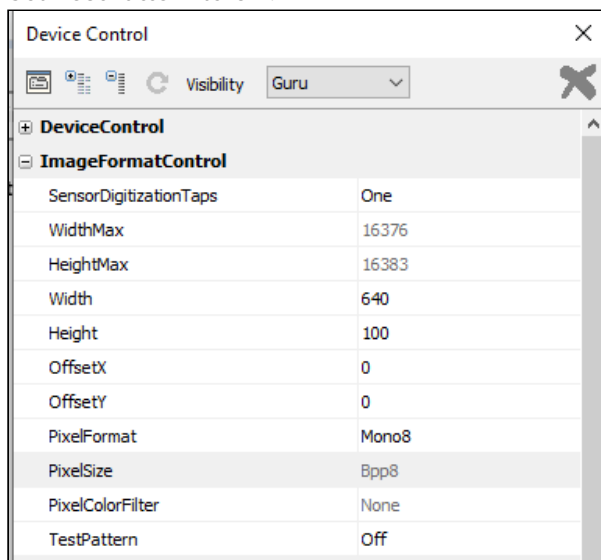 Device Control
Visibility Guru
DeviceControl
ImageFormatControl
SensorDigitizationTaps One
WidthMax 16376
HeightMax 16383
Width 640
Height 100
OffsetX 0
OffsetY 0
PixelFormat Mono8
PixelSize Bpp8
PixelColorFilter None
TestPattern Off